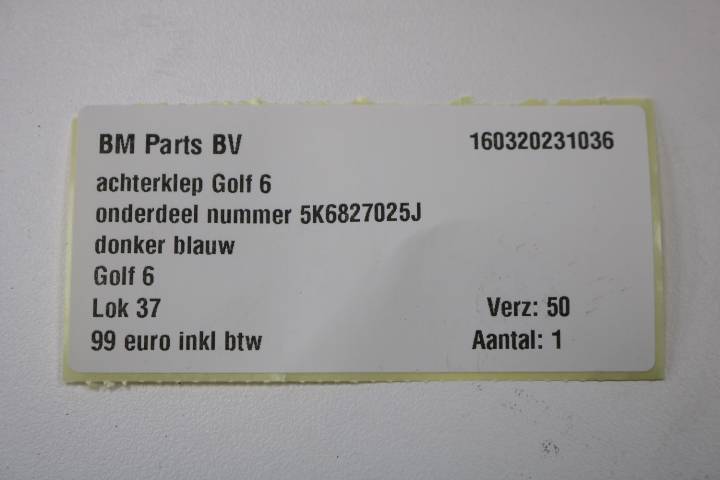 BM Parts BV 160320231036
achterklep Golf 6
onderdeel nummer 5K6827025J
donker blauw
Golf 6
Lok 37 Verz: 50
99 euro inkl btw Aantal: 1